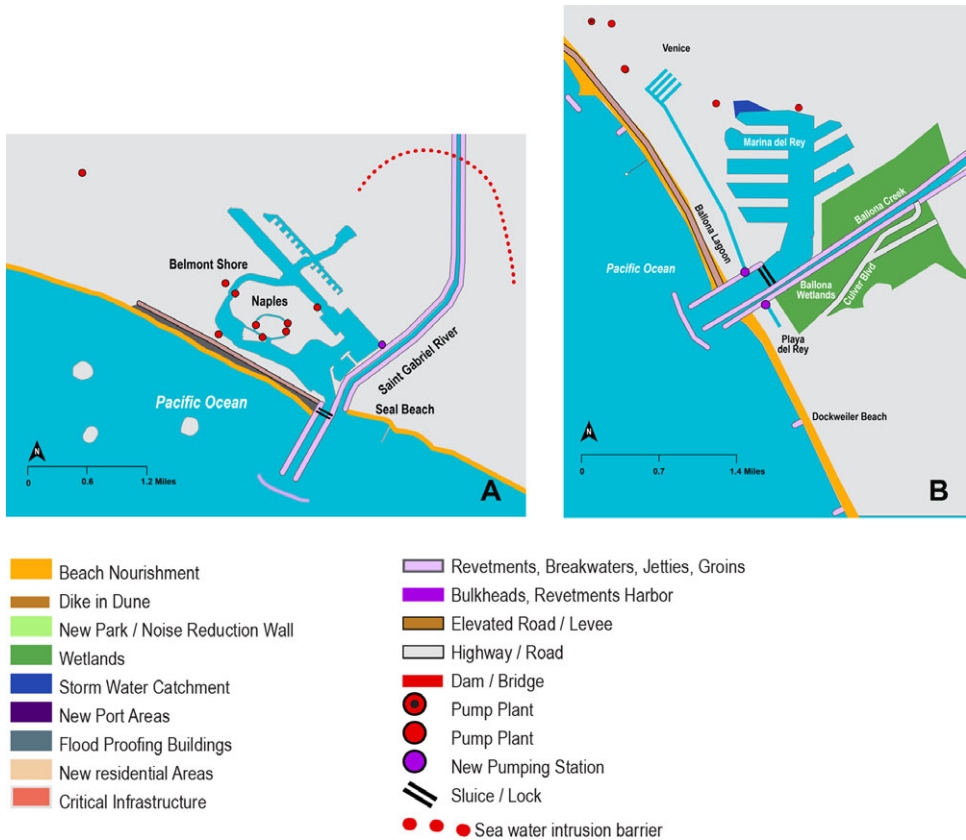 Belmont Shore
Naples
Saint Gabriel River
Pacific Ocean
Seal Beach
N
0 0.6 1.2 Miles
A
Venice
Marina del Rey
Ballona Lagoon
Ballona Creek
Pacific Ocean
Culver Blvd
Ballona
Wetlands
Playa
del Rey
Dockweiler Beach
N
0 0.7 1.4 Miles
B
Beach Nourishment
Dike in Dune
New Park / Noise Reduction Wall
Wetlands
Storm Water Catchment
New Port Areas
Flood Proofing Buildings
New residential Areas
Critical Infrastructure
Revetments, Breakwaters, Jetties, Groins
Bulkheads, Revetments Harbor
Elevated Road / Levee
Highway / Road
Dam / Bridge
Pump Plant
Pump Plant
New Pumping Station
Sluice / Lock
Sea water intrusion barrier